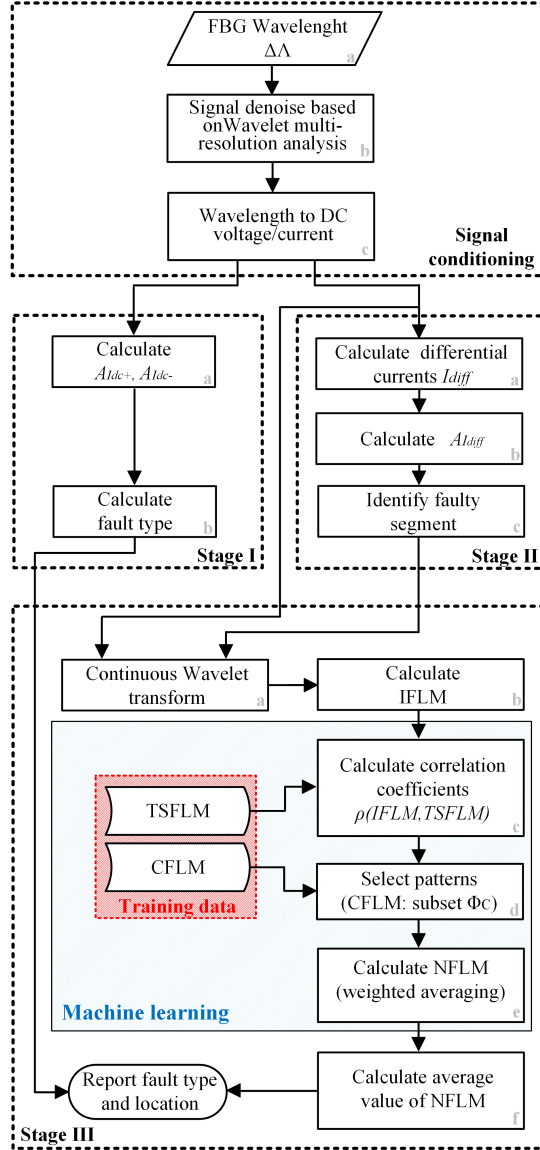 FBG Wavelenght
ΔΛ
a
Signal denoise based
onWavelet multi-
resolution analysis
b
Wavelength to DC
voltage/current
c
Signal
conditioning
Calculate
AIdc+, AIdc-
a
Calculate
fault type
b
Stage I
Calculate differential
currents Idiff
a
Calculate AIdiff
b
Identify faulty
segment
c
Stage II
Continuous Wavelet
transform
a
Calculate
IFLM
b
Calculate correlation
coefficients
ρ(IFLM,TSFLM)
c
TSFLM
CFLM
Training data
Select patterns
(CFLM: subset ΦC)
d
Calculate NFLM
(weighted averaging)
e
Machine learning
Report fault type
and location
Calculate average
value of NFLM
f
Stage III